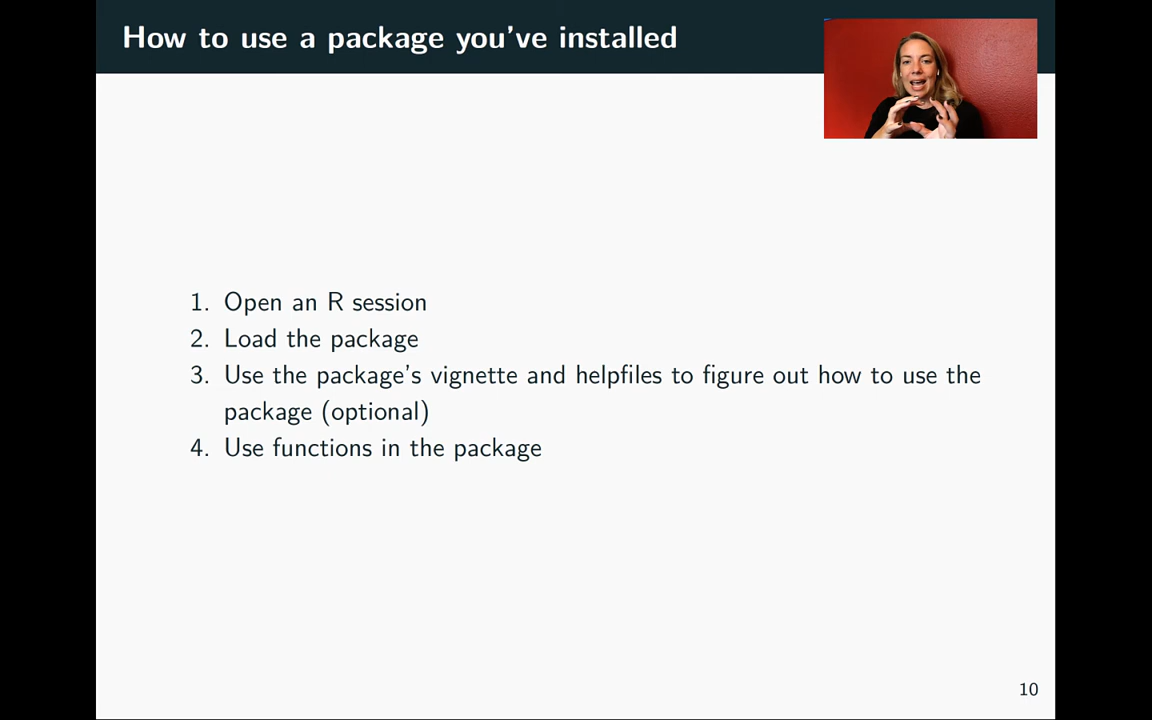 How to use a package you've installed
1. Open an R session
2. Load the package
3. Use the package's vignette and helpfiles to figure out how to use the
package (optional)
4. Use functions in the package
10